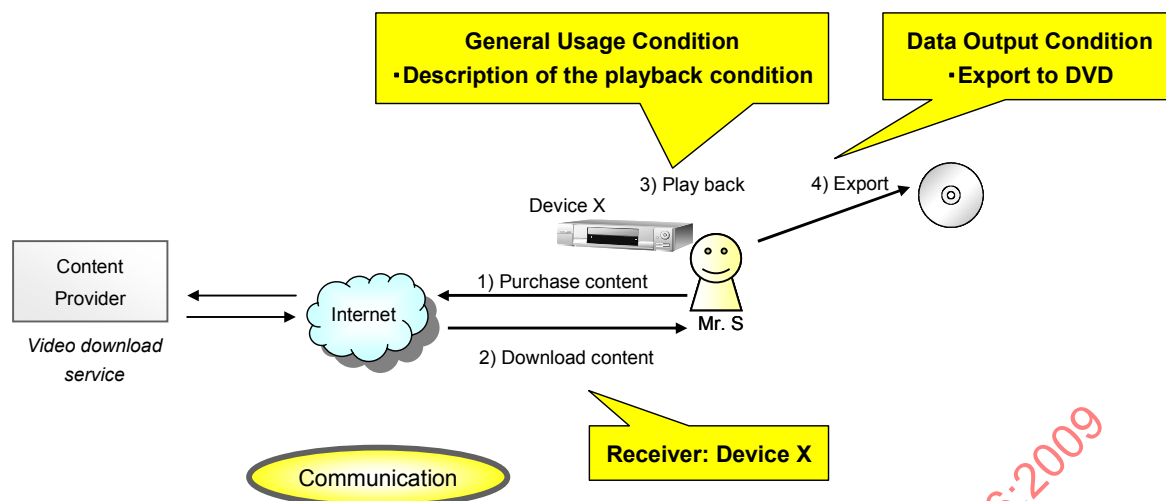 General Usage Condition
・Description of the playback condition
Data Output Condition
・Export to DVD
3) Play back
4) Export
Device X
Content
Provider
1) Purchase content
Internet
Mr. S
Video download
service
2) Download content
Receiver: Device X
Communication
:2009